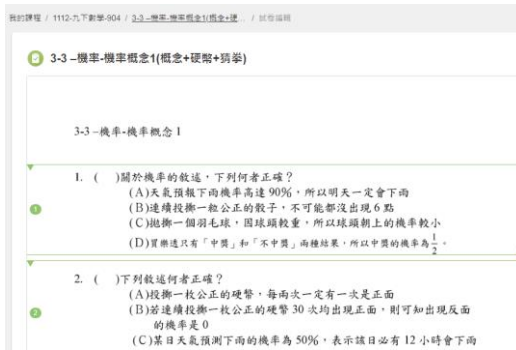 我的課程 / 1112-九下數學-904 / 3-3 –機率-機率概念1(概念+硬... / 試卷編輯
3-3 –機率-機率概念1(概念+硬幣+猜拳)
3-3 –機率-機率概念 1
1. ( )關於機率的敘述，下列何者正確？
(A)天氣預報下雨機率高達 90%，所以明天一定會下雨
1
(B)連續投擲一粒公正的骰子，不可能都沒出現 6 點
(C)拋擲一個羽毛球，因球頭較重，所以球頭朝上的機率較小
(D)買樂透只有「中獎」和「不中獎」兩種結果，所以中獎的機率為1/2。
2. ( )下列敘述何者正確？
(A)投擲一枚公正的硬幣，每兩次一定有一次是正面
2
(B)若連續投擲一枚公正的硬幣 30 次均出現正面，則可知出現反面
的機率是 0
(C)某日天氣預測下雨的機率為 50%，表示該日必有 12 小時會下雨